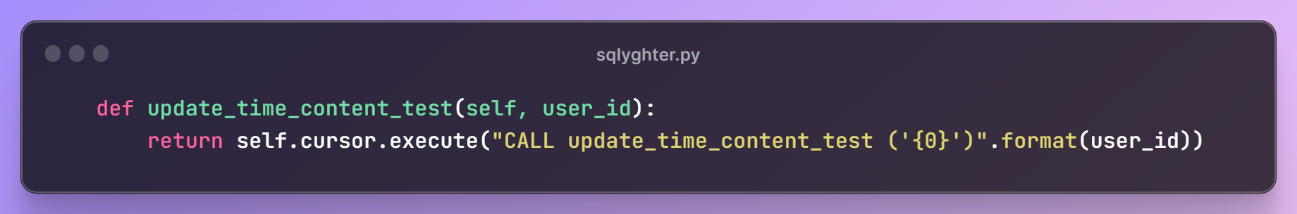 sqlyghter.py
def update_time_content_test(self, user_id):
return self.cursor.execute("CALL update_time_content_test ('{0}')".format(user_id))